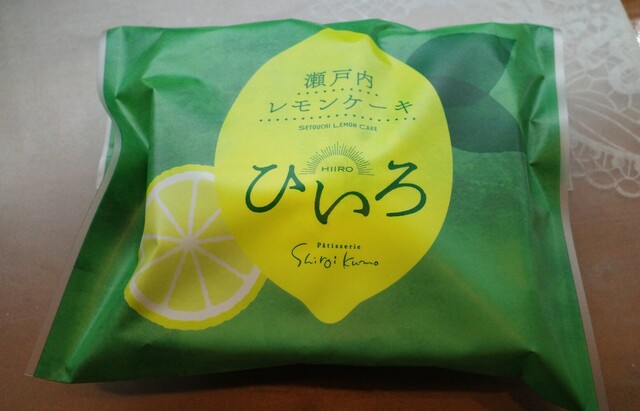 瀬戸内
レモンケーキ
SETOUCHI LEMON CAKE
HIIRO
ひいろ
Pâtisserie
Shiroi Kumo